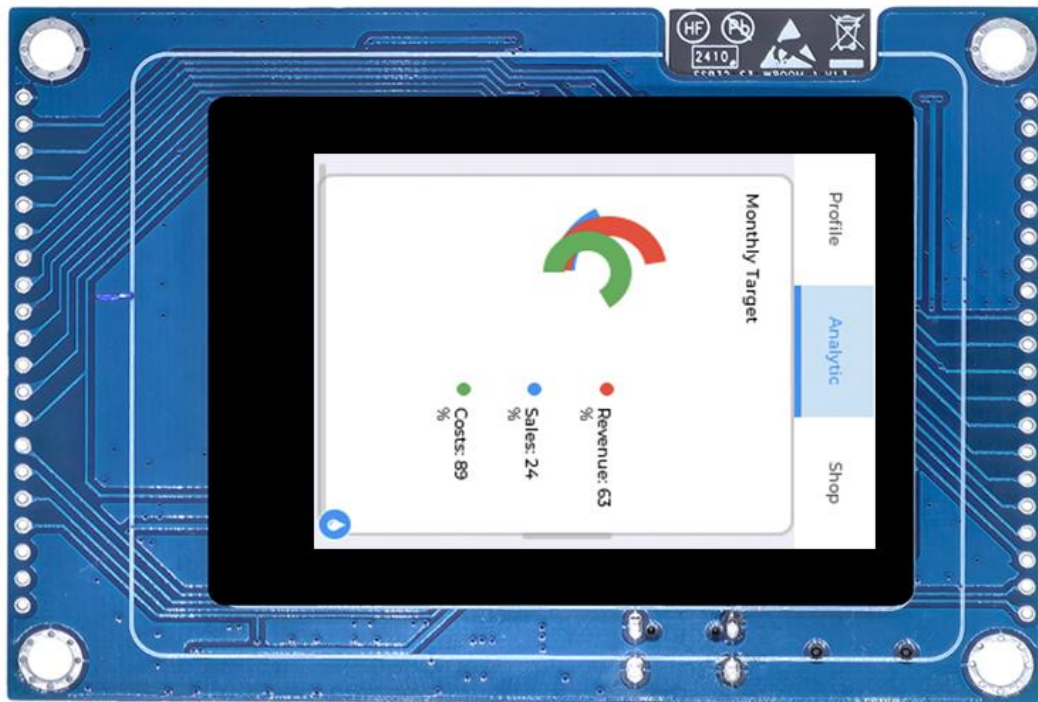 HF
Pb
2410
Profile
Analytic
Shop
Monthly Target
Revenue: 63
%
Sales: 24
%
Costs: 89
%